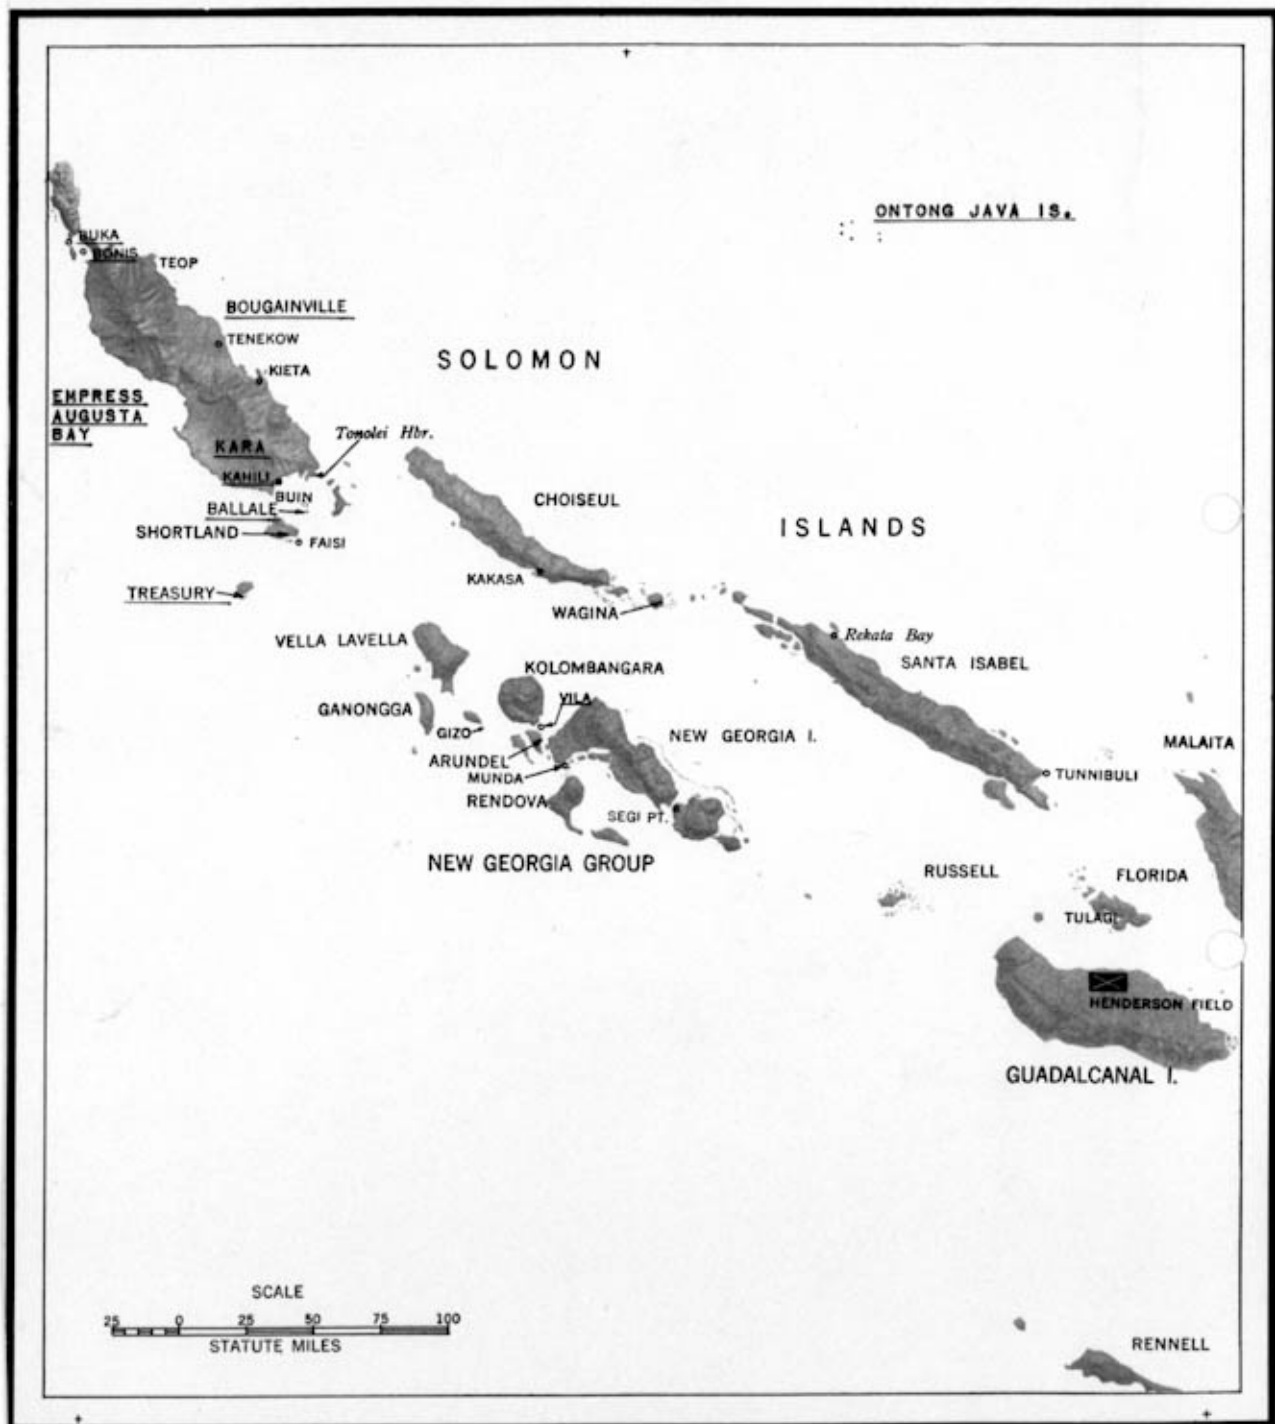 ONTONG JAVA IS.
BUKA
BONIS
TEOP
BOUGAINVILLE
TENEKOW
SOLOMON
KIETA
EMPRESS
AUGUSTA
BAY
KARA
Tonolei Hbr.
KAHILI
BUIN
CHOISEUL
BALLALE
ISLANDS
SHORTLAND
FAISI
KAKASA
TREASURY
WAGINA
VELLA LAVELLA
Rekata Bay
SANTA ISABEL
KOLOMBANGARA
VILA
GANONGGA
GIZO
NEW GEORGIA I.
MALAITA
ARUNDEL
MUNDA
TUNNIBULI
RENDOVA
SEGI PT.
NEW GEORGIA GROUP
RUSSELL
FLORIDA
TULAGI
HENDERSON FIELD
GUADALCANAL I.
SCALE
25 0 25 50 75 100
STATUTE MILES
RENNELL